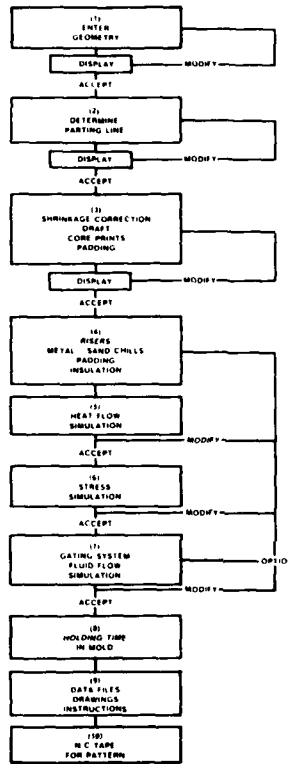 (1)
ENTER
GEOMETRY
DISPLAY
MODIFY
ACCEPT
(2)
DETERMINE
PARTING LINE
DISPLAY
MODIFY
ACCEPT
(3)
SHRINKAGE CORRECTION
DRAFT
CORE PRINTS
PADDING
DISPLAY
MODIFY
ACCEPT
(4)
RISERS
METAL SAND CHILLS
PADDING
INSULATION
(5)
HEAT FLOW
SIMULATION
MODIFY
ACCEPT
(6)
STRESS
SIMULATION
MODIFY
ACCEPT
(7)
GATING SYSTEM
FLUID FLOW
SIMULATION
OPTIO
MODIFY
ACCEPT
(8)
HOLDING TIME
IN MOLD
(9)
DATA FILES
DRAWINGS
INSTRUCTIONS
(10)
N C TAPE
FOR PATTERN